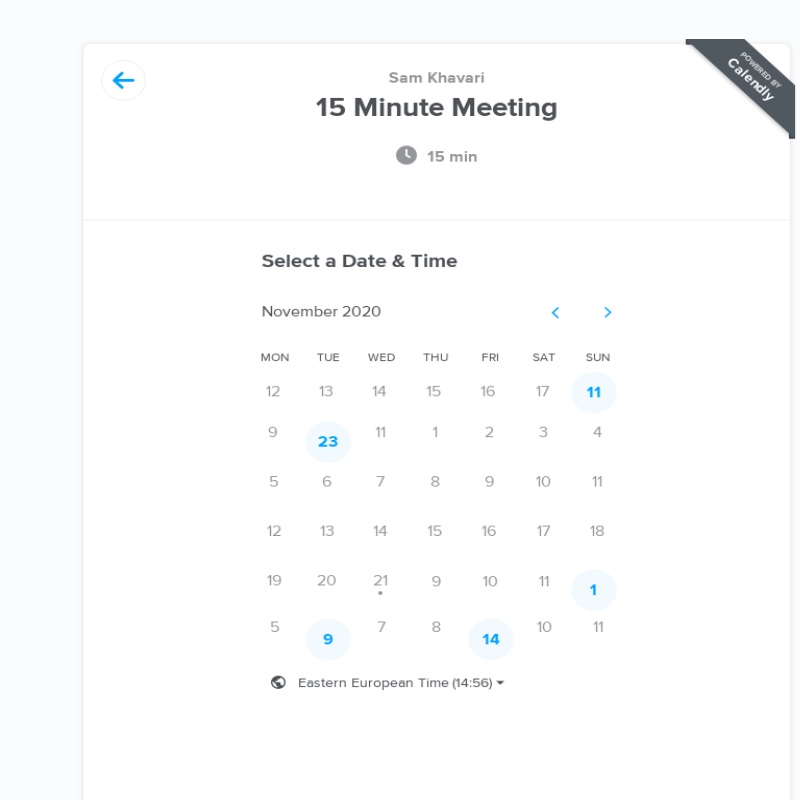 POWERED BY
Calendly
Sam Khavari
15 Minute Meeting
15 min
Select a Date & Time
November 2020
MON TUE WED THU FRI SAT SUN
12 13 14 15 16 17 11
9 23 11 1 2 3 4
5 6 7 8 9 10 11
12 13 14 15 16 17 18
19 20 21 9 10 11 1
5 9 7 8 14 10 11
Eastern European Time (14:56)